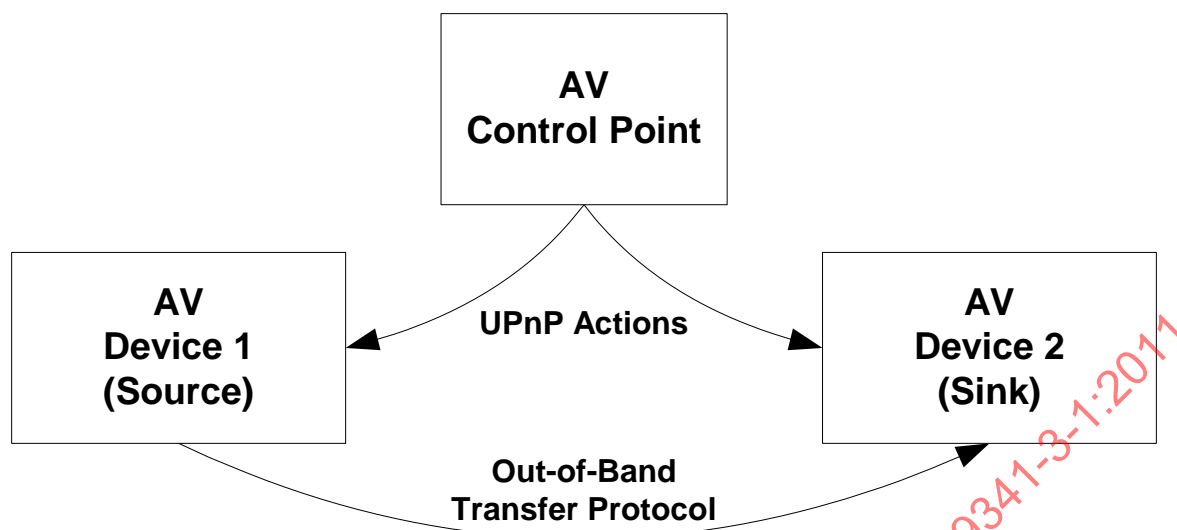 AV
Control Point
UPnP Actions
AV
Device 1
(Source)
AV
Device 2
(Sink)
Out-of-Band
Transfer Protocol
9341-3-1:2011